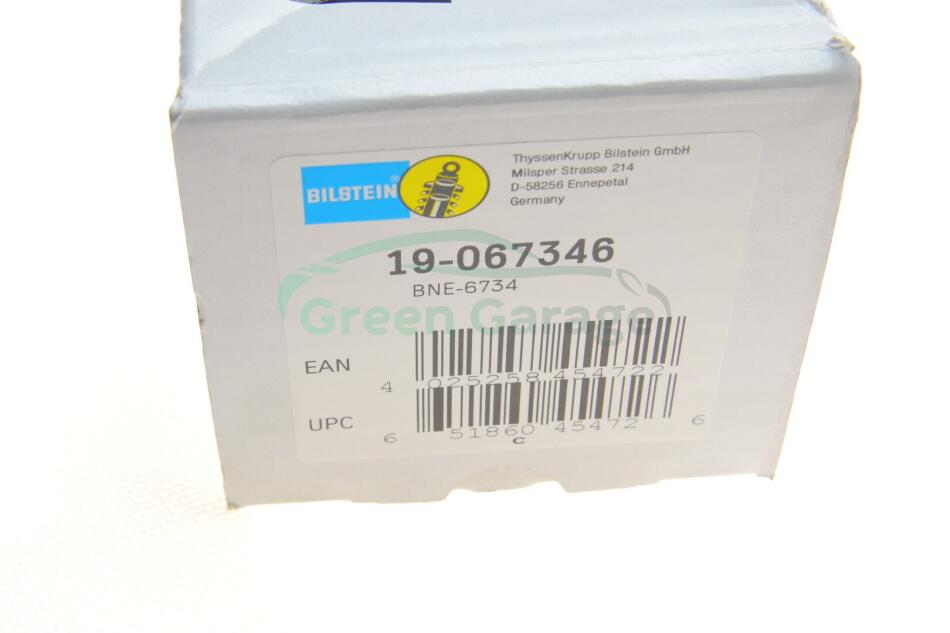 BILSTEIN
ThyssenKrupp Bilstein GmbH
Milsper Strasse 214
D-58256 Ennepetal
Germany
19-067346
BNE-6734
Green Garage
EAN
4 025258 454722
UPC
6 51860 45472 6
C